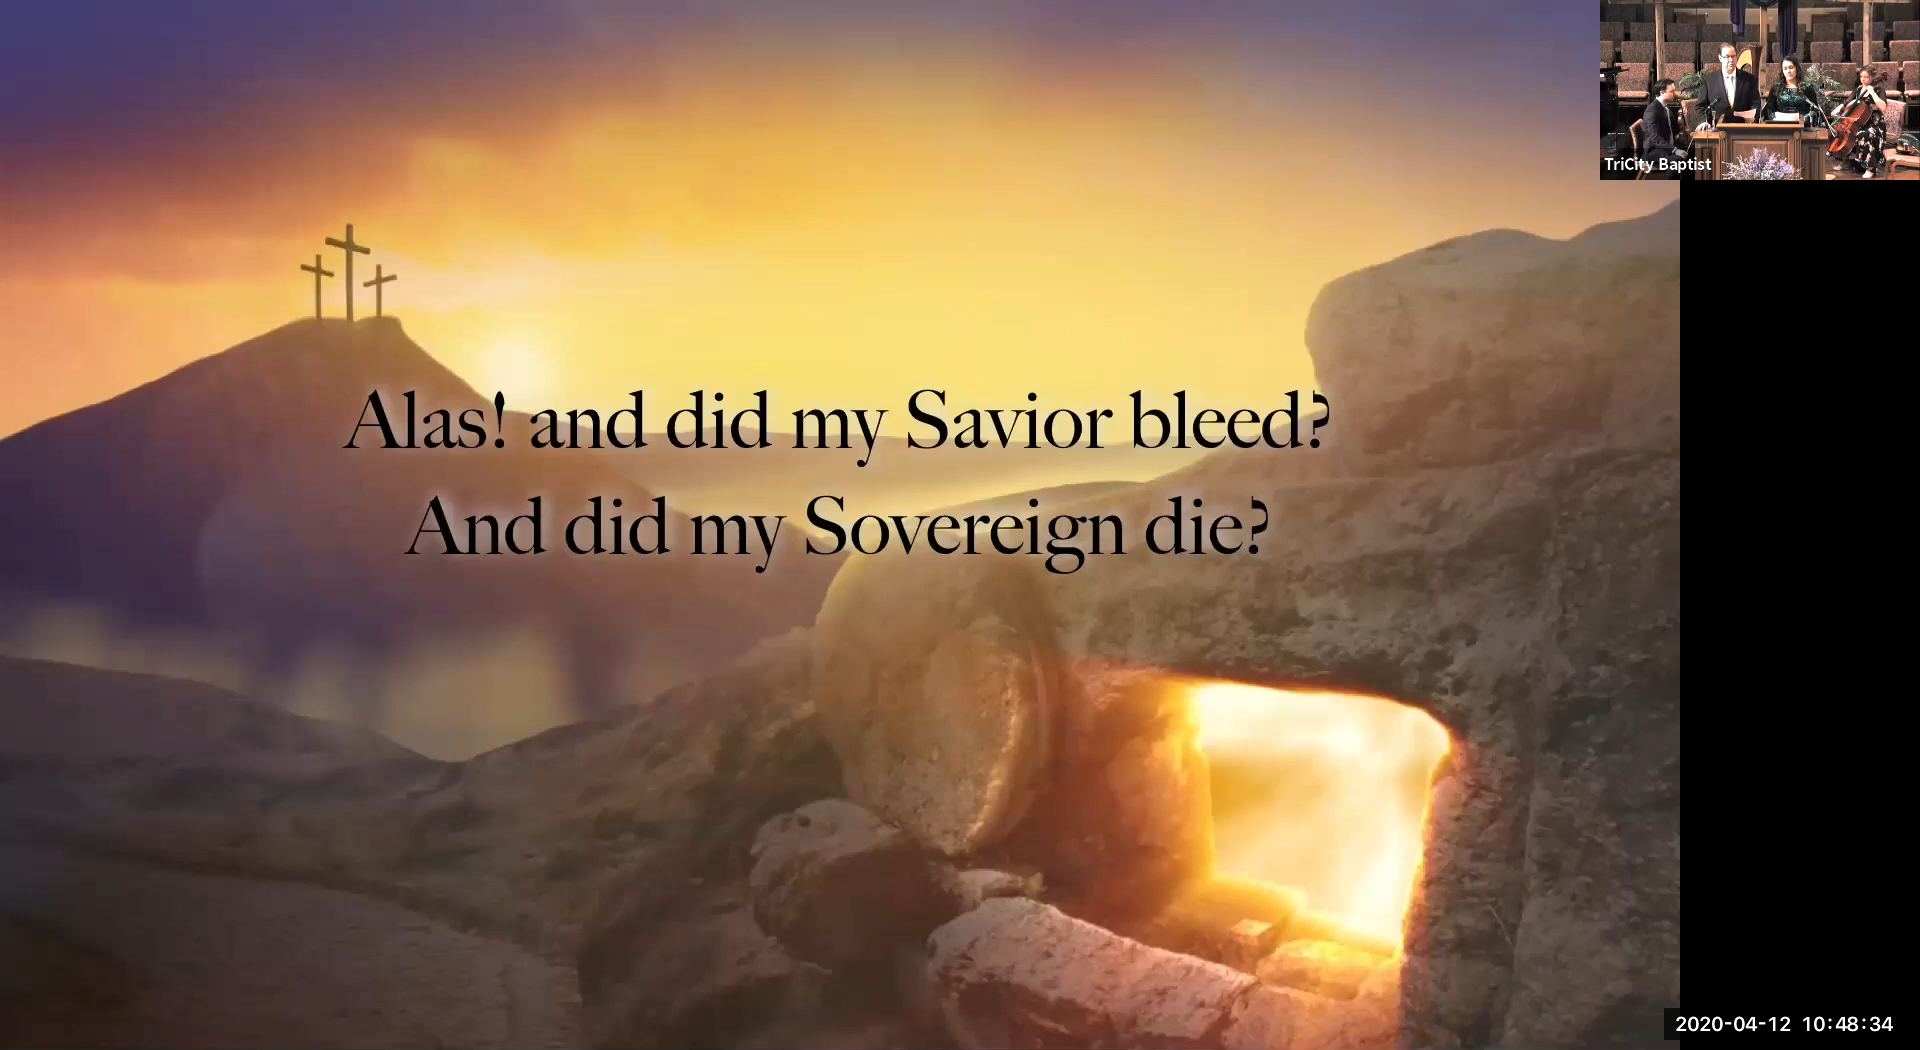 Alas! and did my Savior bleed?
And did my Sovereign die?
TriCity Baptist
2020-04-12 10:48:34